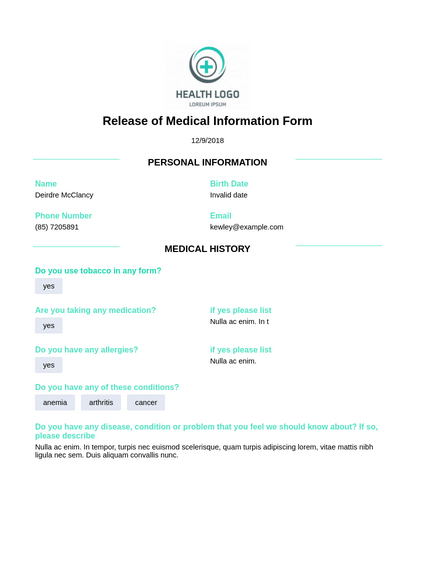 HEALTH LOGO
LOREUM IPSUM
Release of Medical Information Form
12/9/2018
PERSONAL INFORMATION
Name
Birth Date
Deirdre McClancy
Invalid date
Phone Number
Email
(85) 7205891
kewley@example.com
MEDICAL HISTORY
Do you use tobacco in any form?
yes
Are you taking any medication?
if yes please list
yes
Nulla ac enim. In t
Do you have any allergies?
if yes please list
yes
Nulla ac enim.
Do you have any of these conditions?
anemia arthritis cancer
Do you have any disease, condition or problem that you feel we should know about? If so,
please describe
Nulla ac enim. In tempor, turpis nec euismod scelerisque, quam turpis adipiscing lorem, vitae mattis nibh
ligula nec sem. Duis aliquam convallis nunc.